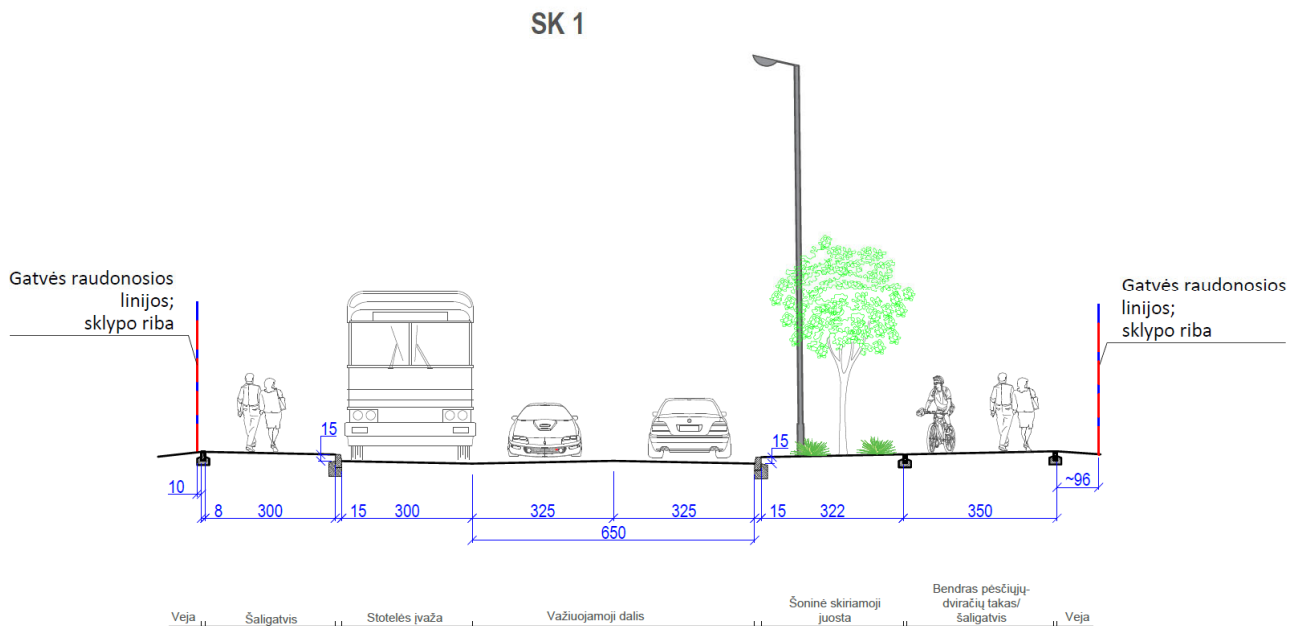 SK 1
Gatvės raudonosios
linijos;
sklypo riba
Gatvės raudonosios
linijos;
sklypo riba
15
15
10
8
300
15
300
325
325
15
322
350
~96
650
Veja
Šaligatvis
Stotelės įvaža
Važiuojamoji dalis
Šoninė skiriamoji
juosta
Bendras pėsčiųjų-
dviračių takas/
šaligatvis
Veja